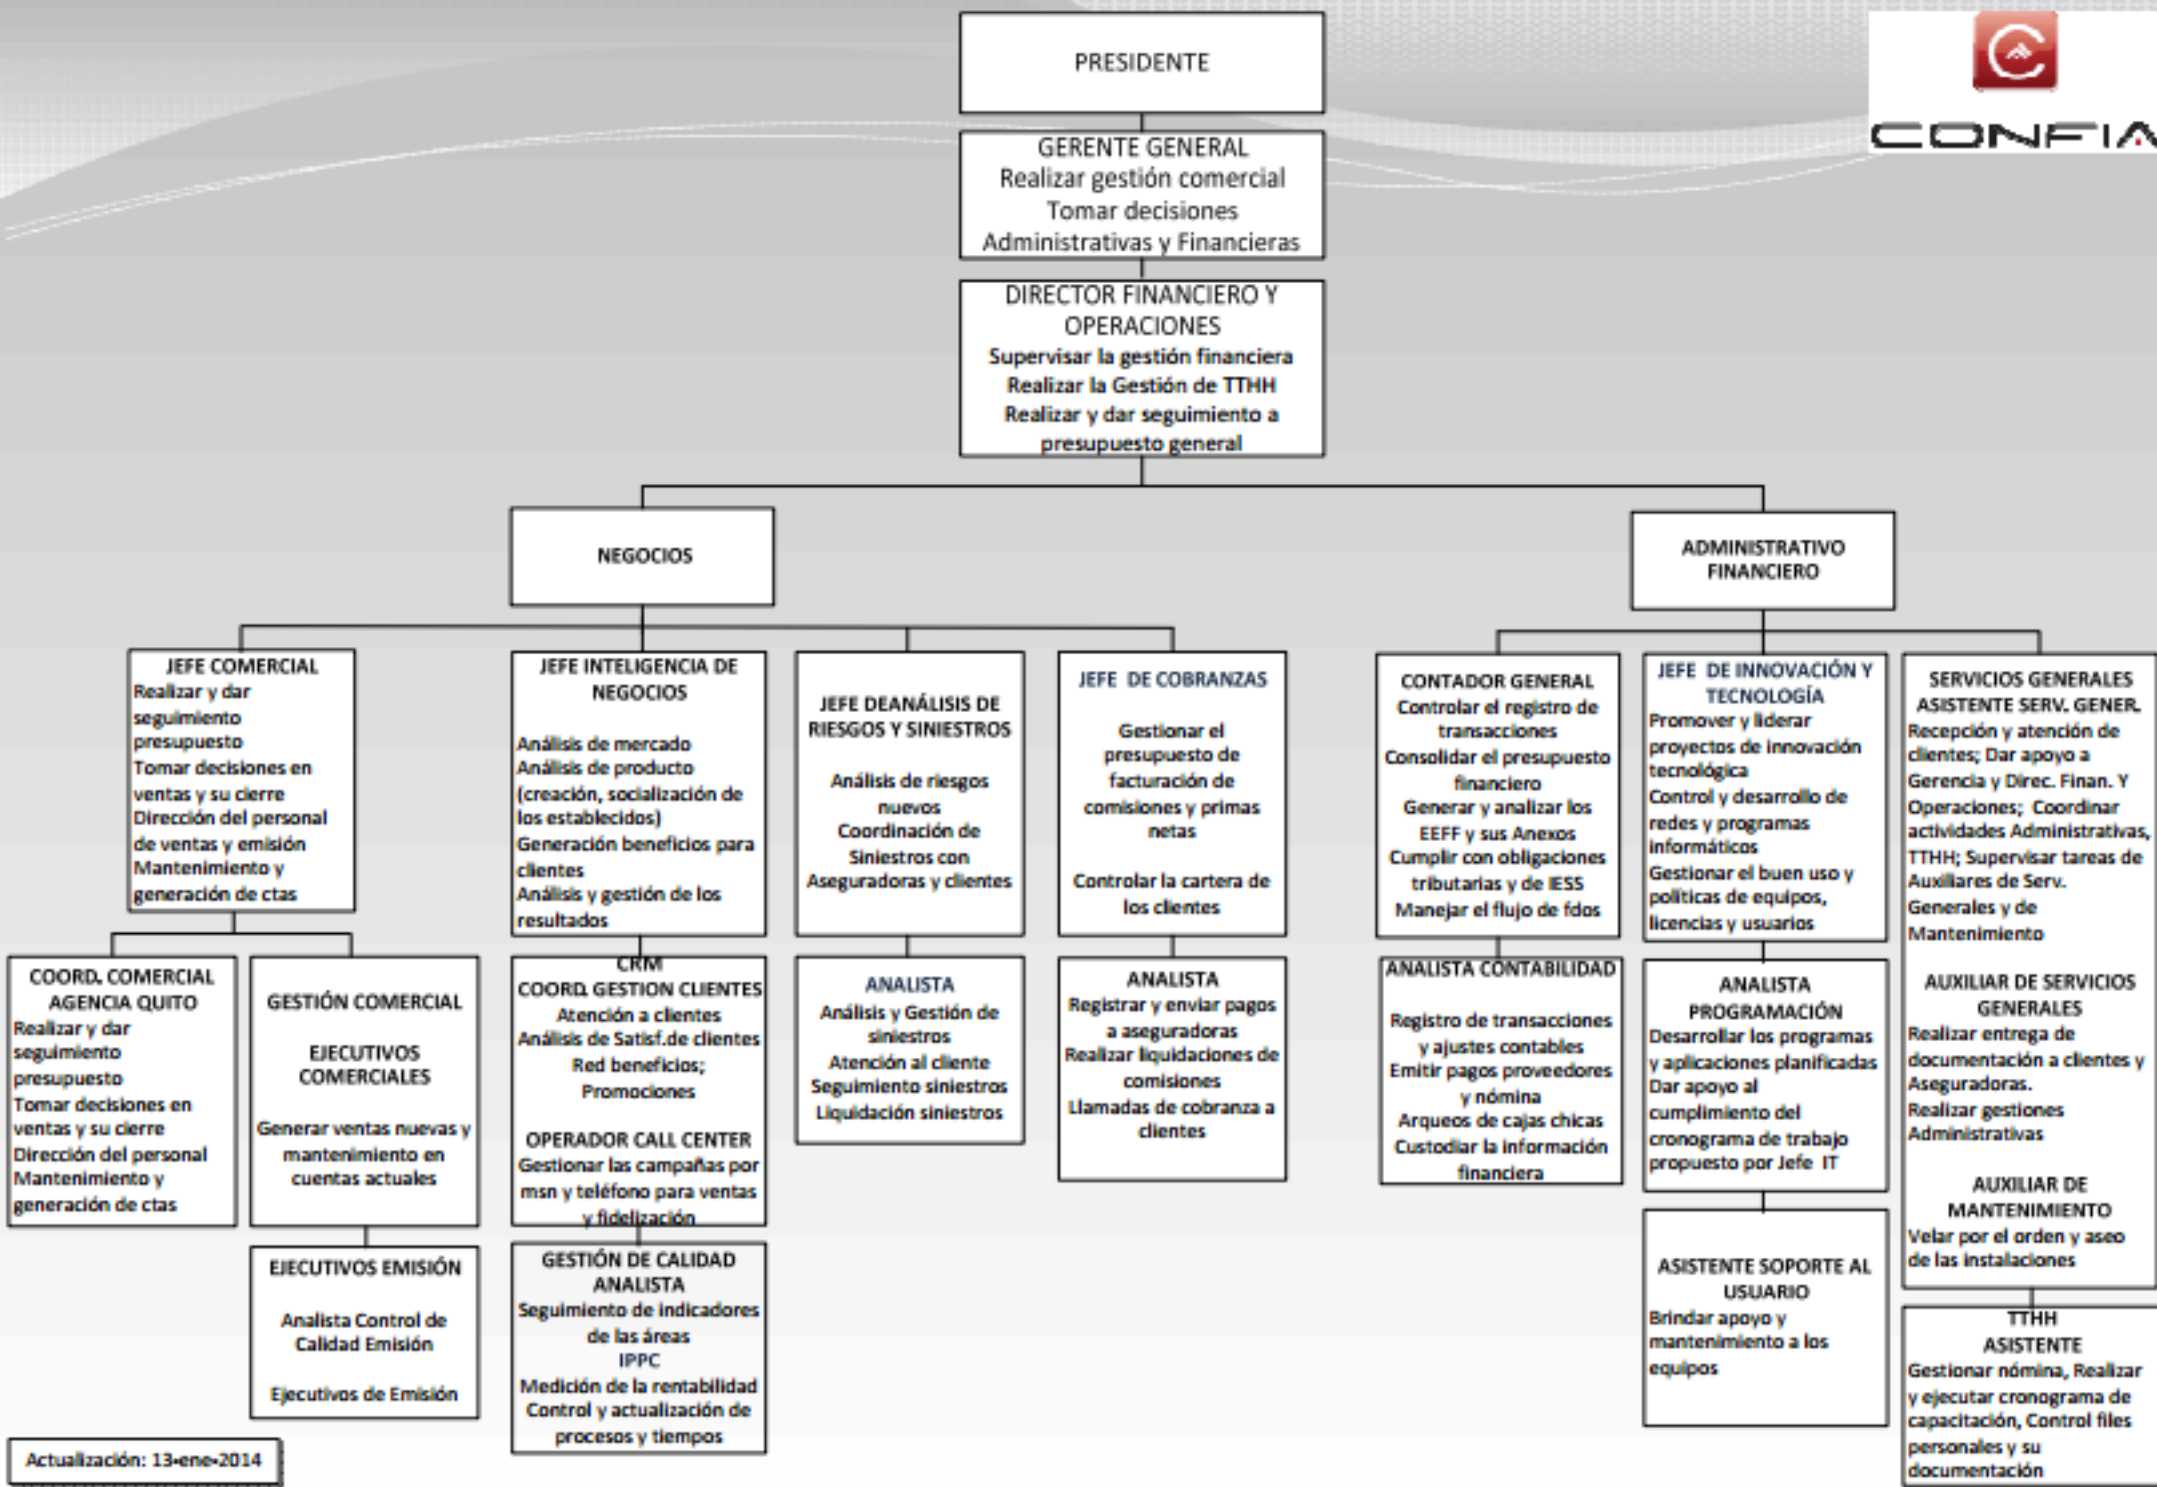 PRESIDENTE
CONFIA
GERENTE GENERAL
Realizar gestión comercial
Tomar decisiones
Administrativas y Financieras
DIRECTOR FINANCIERO Y
OPERACIONES
Supervisar la gestión financiera
Realizar la Gestión de TTHH
Realizar y dar seguimiento a
presupuesto general
NEGOCIOS
ADMINISTRATIVO
FINANCIERO
JEFE COMERCIAL
Realizar y dar
seguimiento
presupuesto
Tomar decisiones en
ventas y su cierre
Dirección del personal
de ventas y emisión
Mantenimiento y
generación de ctas
JEFE INTELIGENCIA DE
NEGOCIOS
Análisis de mercado
Análisis de producto
(creación, socialización de
los establecidos)
Generación beneficios para
clientes
Análisis y gestión de los
resultados
JEFE DEANÁLISIS DE
RIESGOS Y SINIESTROS
Análisis de riesgos
nuevos
Coordinación de
Siniestros con
Aseguradoras y clientes
JEFE DE COBRANZAS
Gestionar el
presupuesto de
facturación de
comisiones y primas
netas
Controlar la cartera de
los clientes
CONTADOR GENERAL
Controlar el registro de
transacciones
Consolidar el presupuesto
financiero
Generar y analizar los
EEFF y sus Anexos
Cumplir con obligaciones
tributarias y de IESS
Manejar el flujo de fdos
JEFE DE INNOVACIÓN Y
TECNOLOGÍA
Promover y liderar
proyectos de innovación
tecnológica
Control y desarrollo de
redes y programas
informáticos
Gestionar el buen uso y
políticas de equipos,
licencias y usuarios
SERVICIOS GENERALES
ASISTENTE SERV. GENER.
Recepción y atención de
clientes; Dar apoyo a
Gerencia y Direc. Finan. Y
Operaciones; Coordinar
actividades Administrativas,
TTHH; Supervisar tareas de
Auxiliares de Serv.
Generales y de
Mantenimiento
AUXILIAR DE SERVICIOS
GENERALES
Realizar entrega de
documentación a clientes y
Aseguradoras.
Realizar gestiones
Administrativas
AUXILIAR DE
MANTENIMIENTO
Velar por el orden y aseo
de las instalaciones
COORD. COMERCIAL
AGENCIA QUITO
Realizar y dar
seguimiento
presupuesto
Tomar decisiones en
ventas y su cierre
Dirección del personal
Mantenimiento y
generación de ctas
GESTIÓN COMERCIAL
EJECUTIVOS
COMERCIALES
Generar ventas nuevas y
mantenimiento en
cuentas actuales
CRM
COORD. GESTION CLIENTES
Atención a clientes
Análisis de Satisf.de clientes
Red beneficios;
Promociones
OPERADOR CALL CENTER
Gestionar las campañas por
msn y teléfono para ventas
y fidelización
ANALISTA
Análisis y Gestión de
siniestros
Atención al cliente
Seguimiento siniestros
Liquidación siniestros
ANALISTA
Registrar y enviar pagos
a aseguradoras
Realizar liquidaciones de
comisiones
Llamadas de cobranza a
clientes
ANALISTA CONTABILIDAD
Registro de transacciones
y ajustes contables
Emitir pagos proveedores
y nómina
Arqueos de cajas chicas
Custodiar la información
financiera
ANALISTA
PROGRAMACIÓN
Desarrollar los programas
y aplicaciones planificadas
Dar apoyo al
cumplimiento del
cronograma de trabajo
propuesto por Jefe IT
EJECUTIVOS EMISIÓN
Analista Control de
Calidad Emisión
Ejecutivos de Emisión
GESTIÓN DE CALIDAD
ANALISTA
Seguimiento de indicadores
de las áreas
IPPC
Medición de la rentabilidad
Control y actualización de
procesos y tiempos
ASISTENTE SOPORTE AL
USUARIO
Brindar apoyo y
mantenimiento a los
equipos
TTHH
ASISTENTE
Gestionar nómina, Realizar
y ejecutar cronograma de
capacitación, Control files
personales y su
documentación
Actualización: 13-ene-2014